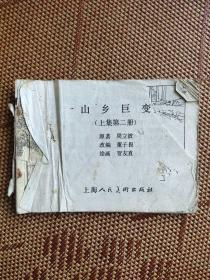 山乡巨变
（上集第二册）
原著 周立波
改编 董子畏
绘画 贺友直
上海人民美术出版社